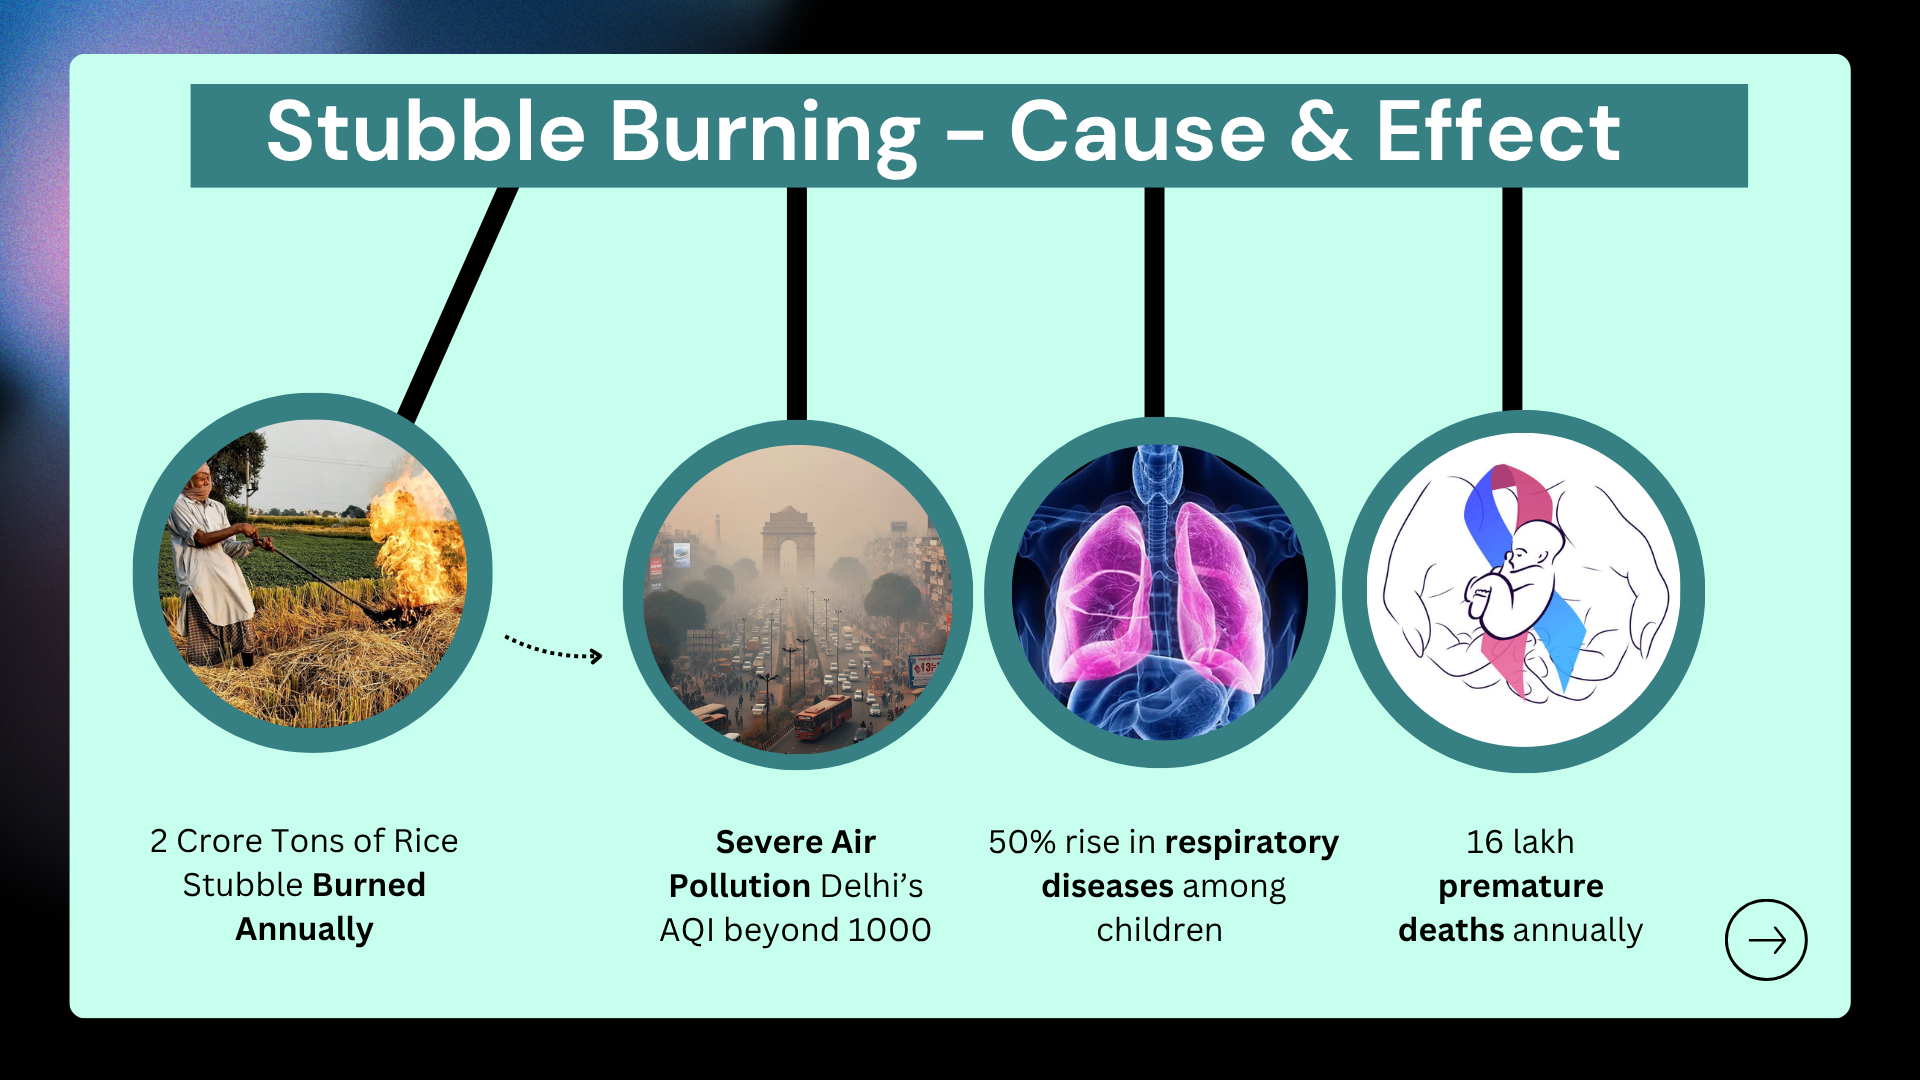 Stubble Burning - Cause & Effect
2 Crore Tons of Rice
Stubble Burned
Annually
Severe Air
Pollution Delhi’s
AQI beyond 1000
50% rise in respiratory
diseases among
children
16 lakh
premature
deaths annually